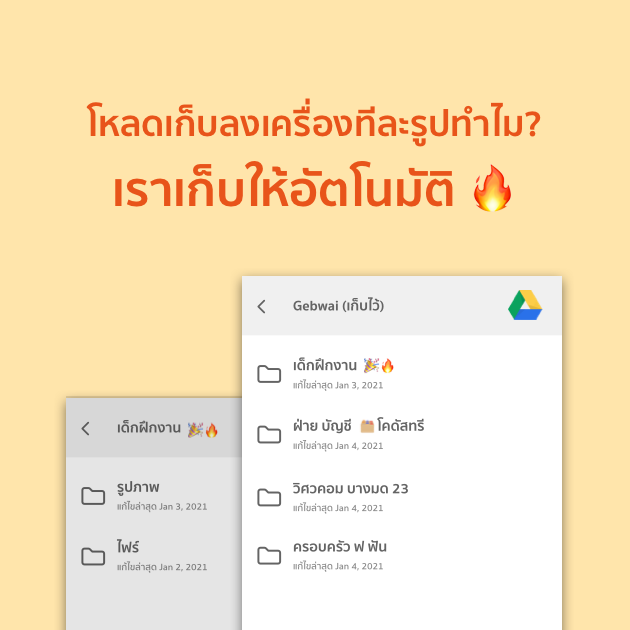 โหลดเก็บลงเครื่องทีละรูปทำไม?
เราเก็บให้อัตโนมัติ 🔥
Gebwai (เก็บไว้)
เด็กฝึกงาน 🎉🔥
แก้ไขล่าสุด Jan 3, 2021
ฝ่าย บัญชี 🗂️โคดัสทรี
แก้ไขล่าสุด Jan 4, 2021
วิศวคอม บางมด 23
แก้ไขล่าสุด Jan 4, 2021
ครอบครัว ฬ ฟัน
แก้ไขล่าสุด Jan 4, 2021
เด็กฝึกงาน 🎉🔥
รูปภาพ
แก้ไขล่าสุด Jan 3, 2021
ไฟร์
แก้ไขล่าสุด Jan 2, 2021